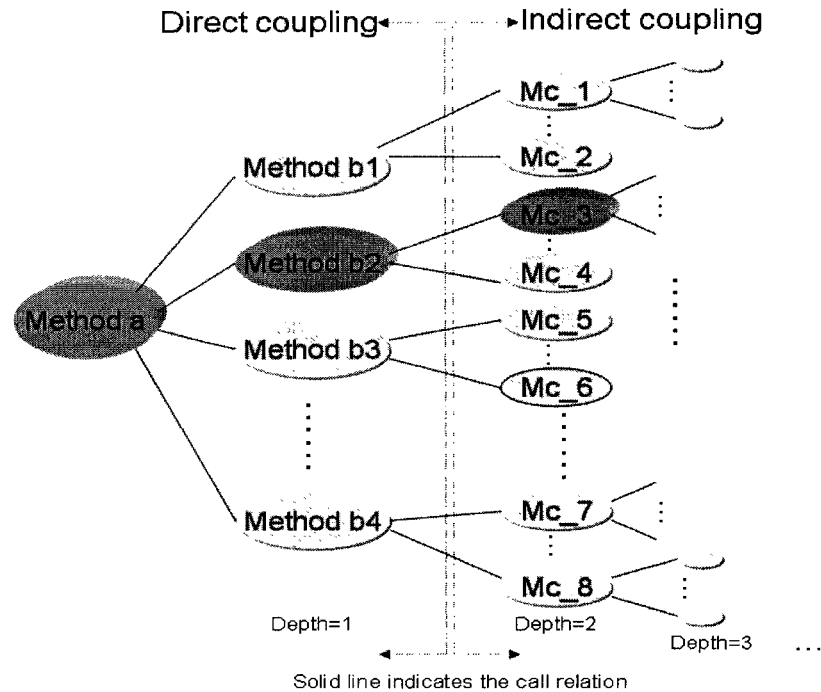 Direct coupling
Indirect coupling
Mc_1
Method b1
Mc_2
Mc_3
Method b2
Mc_4
Method a
Mc_5
Method b3
Mc_6
Mc_7
Method b4
Mc_8
Depth=1
Depth=2
Depth=3 ...
Solid line indicates the call relation